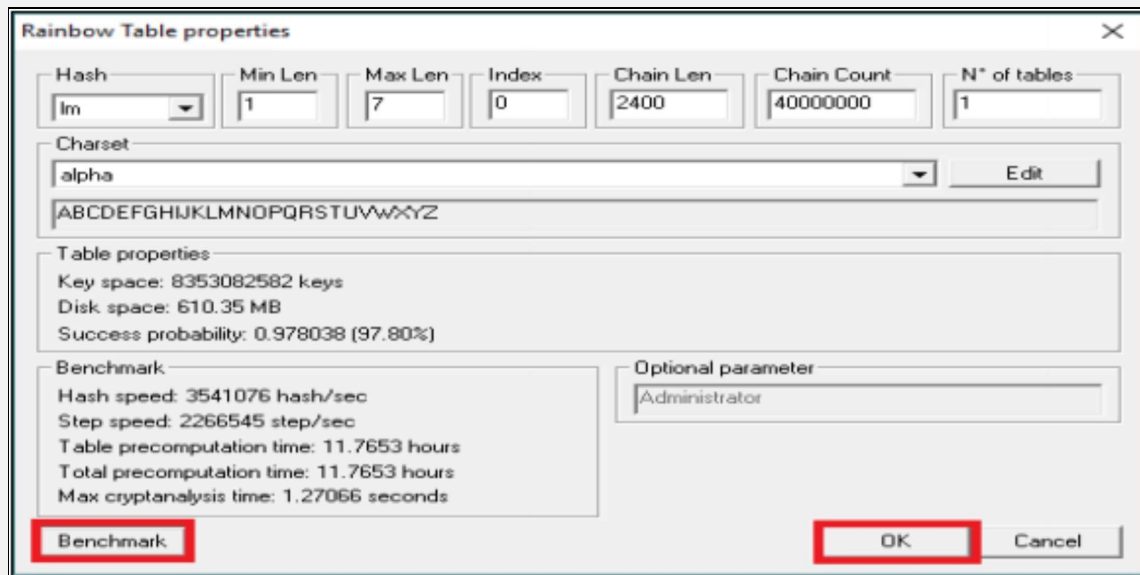 Rainbow Table properties
Hash Min Len Max Len Index Chain Len Chain Count N° of tables
lm 1 7 0 2400 40000000 1
Charset
alpha Edit
ABCDEFGHIJKLMNOPQRSTUVWXYZ
Table properties
Key space: 8353082582 keys
Disk space: 610.35 MB
Success probability: 0.978038 (97.80%)
Benchmark Optional parameter
Hash speed: 3541076 hash/sec Administrator
Step speed: 2266545 step/sec
Table precomputation time: 11.7653 hours
Total precomputation time: 11.7653 hours
Max cryptanalysis time: 1.27066 seconds
Benchmark OK Cancel